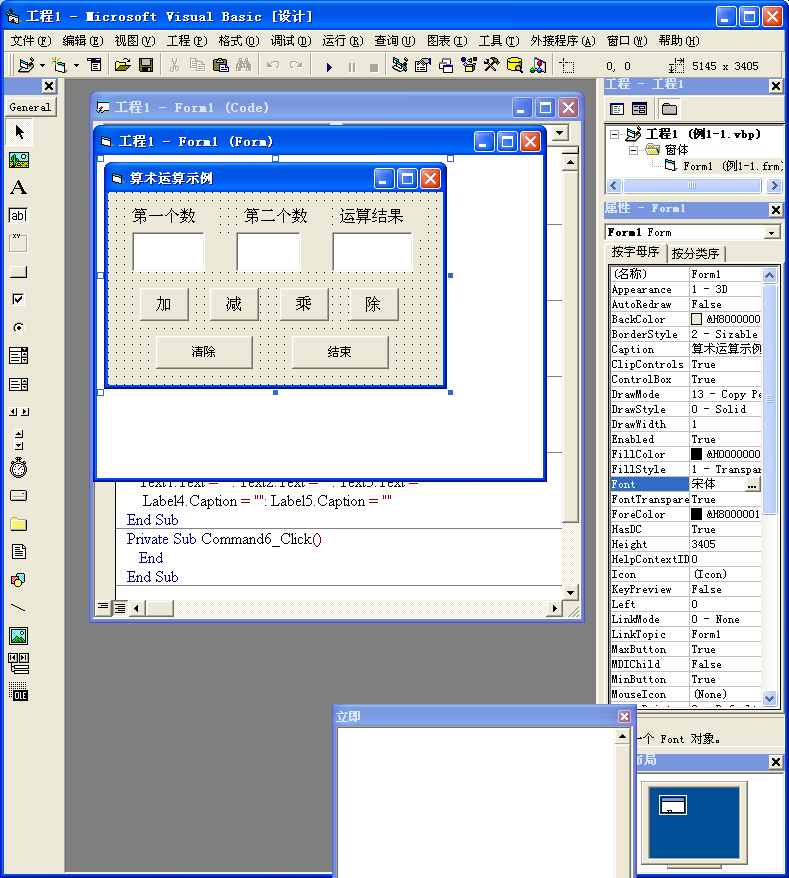 工程1 - Microsoft Visual Basic [设计]
文件(F) 编辑(E) 视图(V) 工程(P) 格式(O) 调试(D) 运行(R) 查询(U) 图表(I) 工具(T) 外接程序(A) 窗口(W) 帮助(H)
0, 0 5145 x 3405
General
ab|
xy
OLE
工程1 - Form1 (Code)
工程1 - Form1 (Form)
算术运算示例
第一个数 第二个数 运算结果
加 减 乘 除
清除 结束
Label4.Caption = "": Label5.Caption = ""
End Sub
Private Sub Command6_Click()
End
End Sub
立即
工程 - 工程1
工程1 (例1-1.vbp)
窗体
Form1 (例1-1.frm)
属性 - Form1
Form1 Form
按字母序 按分类序
(名称) Form1
Appearance 1 - 3D
AutoRedraw False
BackColor &H8000000
BorderStyle 2 - Sizable
Caption 算术运算示例
ClipControls True
ControlBox True
DrawMode 13 - Copy Pe
DrawStyle 0 - Solid
DrawWidth 1
Enabled True
FillColor &H0000000
FillStyle 1 - Transpa
Font 宋体 ...
FontTranspare True
ForeColor &H8000001
HasDC True
Height 3405
HelpContextID 0
Icon (Icon)
KeyPreview False
Left 0
LinkMode 0 - None
LinkTopic Form1
MaxButton True
MDIChild False
MinButton True
MouseIcon (None)
个 Font 对象。
布局